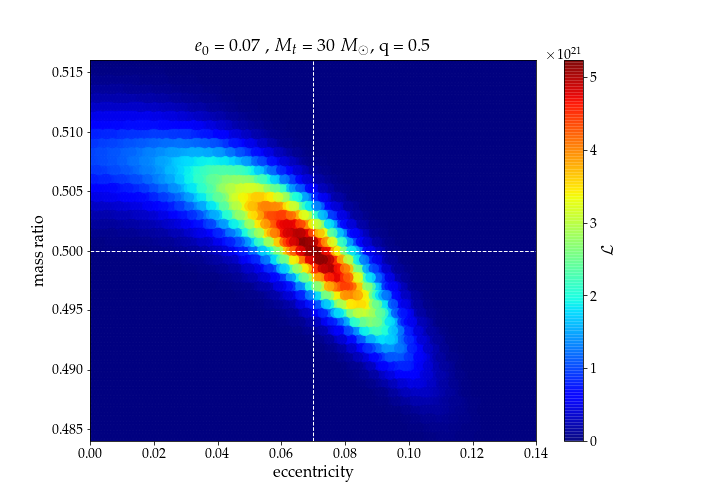 e₀ = 0.07 , Mₜ = 30 M☉, q = 0.5
×10²¹
0.515
0.510
0.505
0.500
0.495
0.490
0.485
mass ratio
0.00 0.02 0.04 0.06 0.08 0.10 0.12 0.14
eccentricity
5
4
3
2
1
0
ℒ